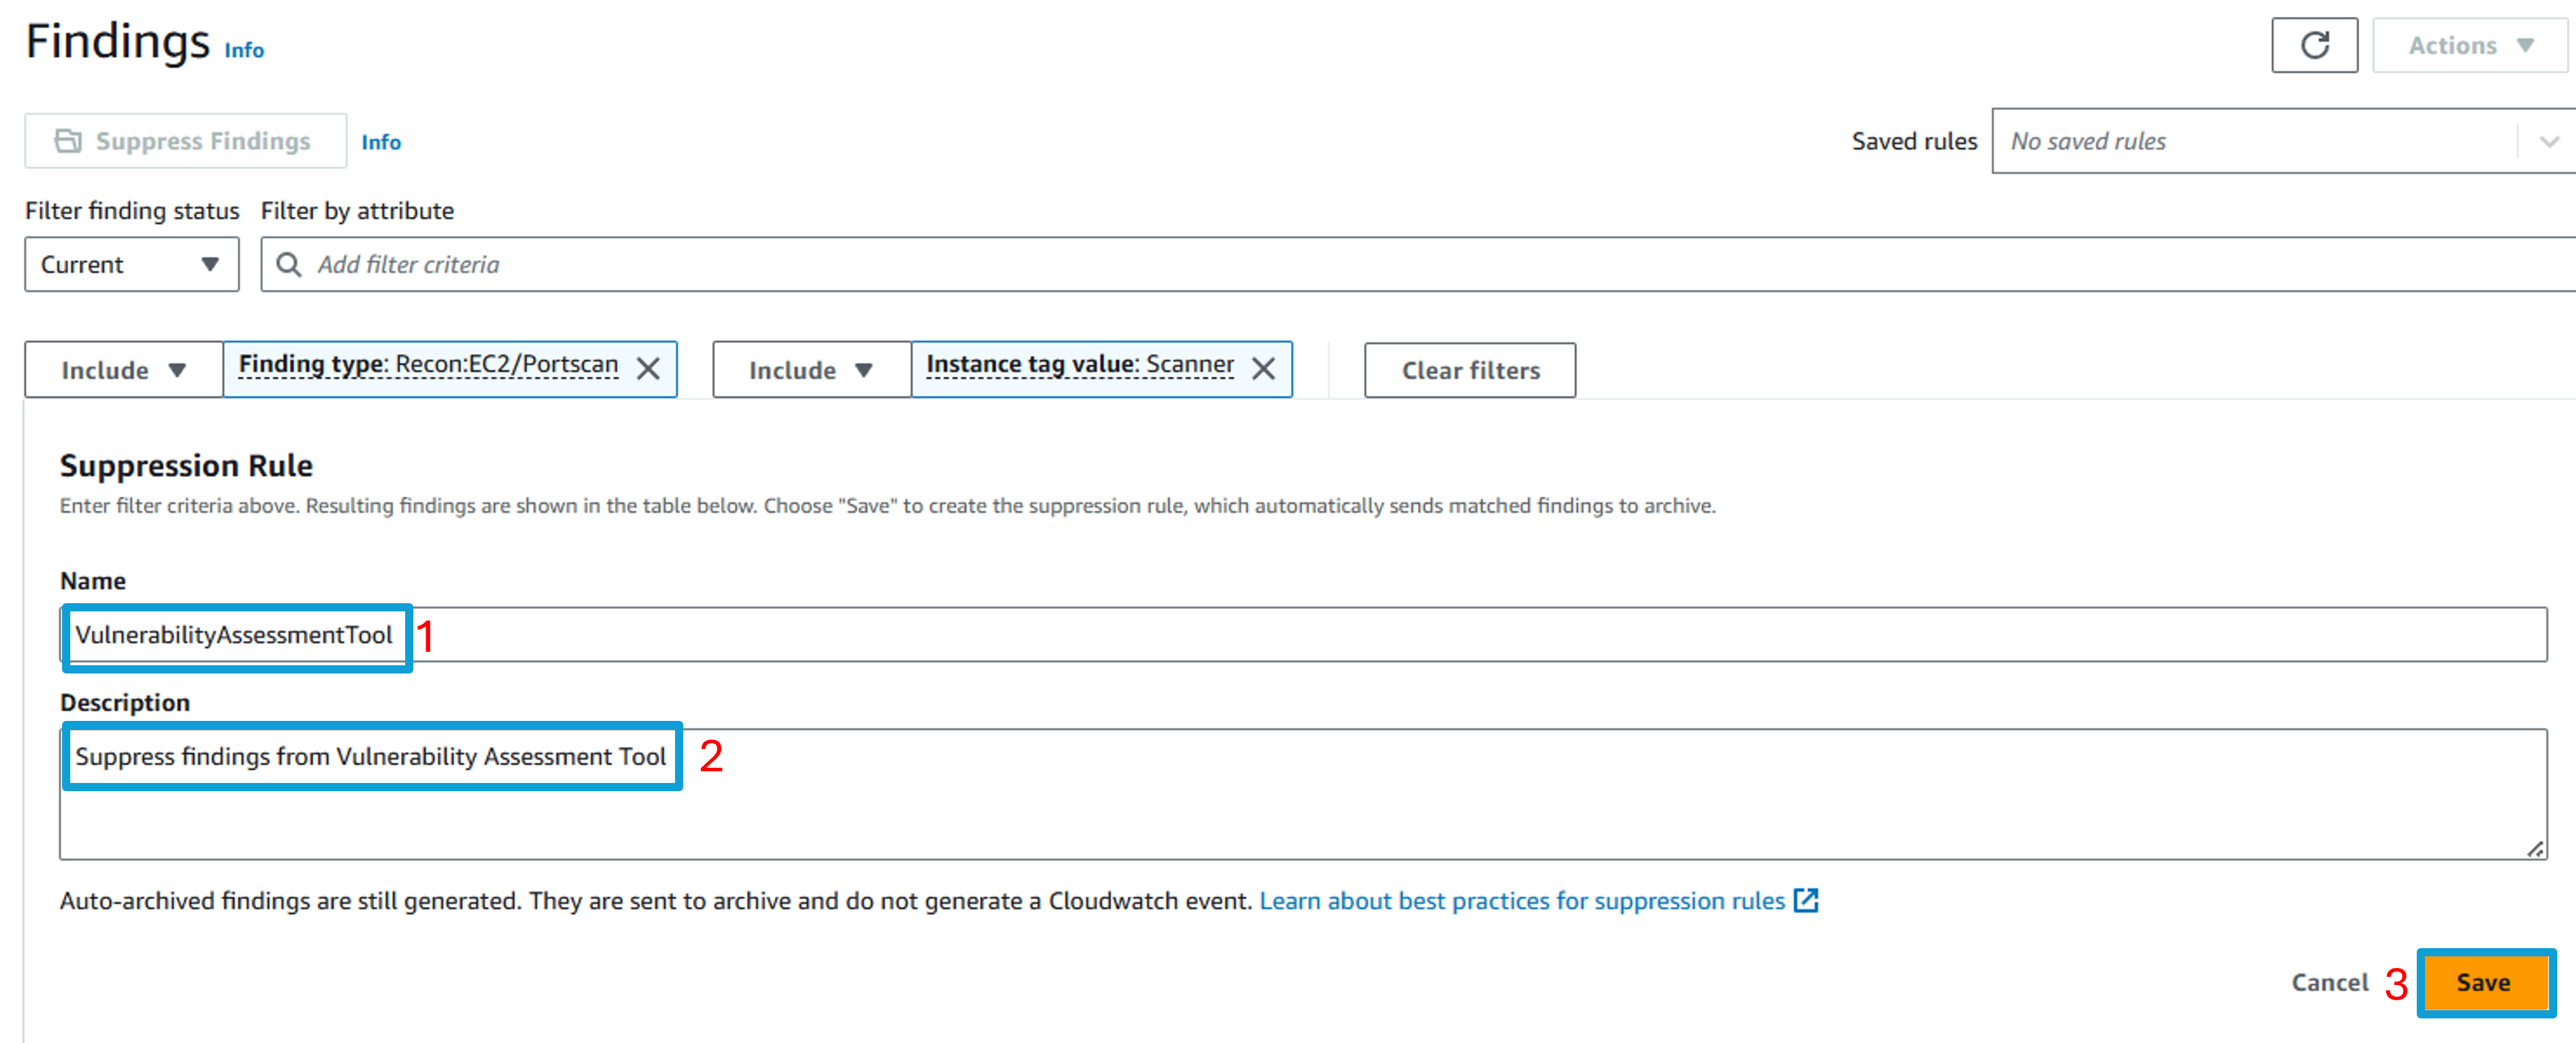 Findings Info
Actions
Suppress Findings Info
Saved rules No saved rules
Filter finding status Filter by attribute
Current Add filter criteria
Include Finding type: Recon:EC2/Portscan Include Instance tag value: Scanner Clear filters
Suppression Rule
Enter filter criteria above. Resulting findings are shown in the table below. Choose "Save" to create the suppression rule, which automatically sends matched findings to archive.
Name
VulnerabilityAssessmentTool 1
Description
Suppress findings from Vulnerability Assessment Tool 2
Auto-archived findings are still generated. They are sent to archive and do not generate a Cloudwatch event. Learn about best practices for suppression rules
Cancel 3 Save